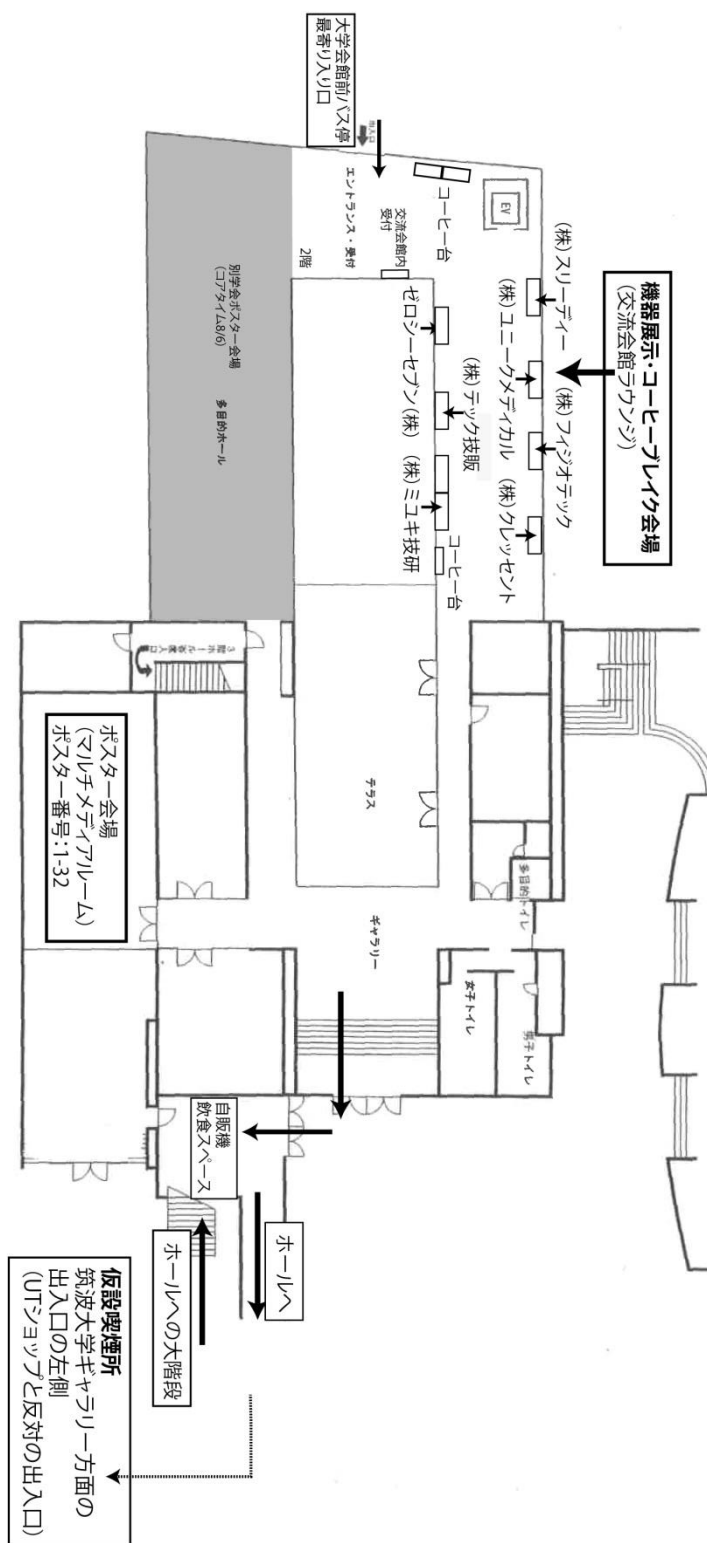 大学会館前バス停
最寄り入り口
出入口
エントランス・受付
2階
交流会館内
受付
コーヒー台
EV
機器展示・コーヒーブレイク会場
(交流会館ラウンジ)
(株)スリーディー
(株)ユニークメディカル
(株)フィジオテック
(株)クレッセント
ゼロシーセブン(株)
(株)テック技販
(株)ミユキ技研
コーヒー台
別学会ポスター会場
(コアタイム8/6)
多目的ホール
ポスター会場
(マルチメディアルーム)
ポスター番号:1-32
テラス
ギャラリー
多目的トイレ
女子トイレ
男子トイレ
自販機
飲食スペース
ホールへ
ホールへの大階段
仮設喫煙所
筑波大学ギャラリー方面の
出入口の左側
(UTショップと反対の出入口)